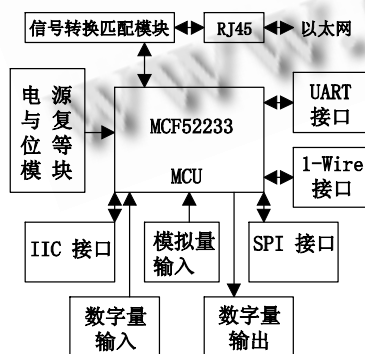 信号转换匹配模块
RJ45
以太网
电源
与复
位等
模块
MCF52233
MCU
UART
接口
1-Wire
接口
IIC 接口
模拟量
输入
SPI 接口
数字量
输入
数字量
输出